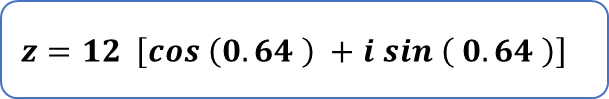 z = 12 [cos (0.64 ) + i sin ( 0.64 )]